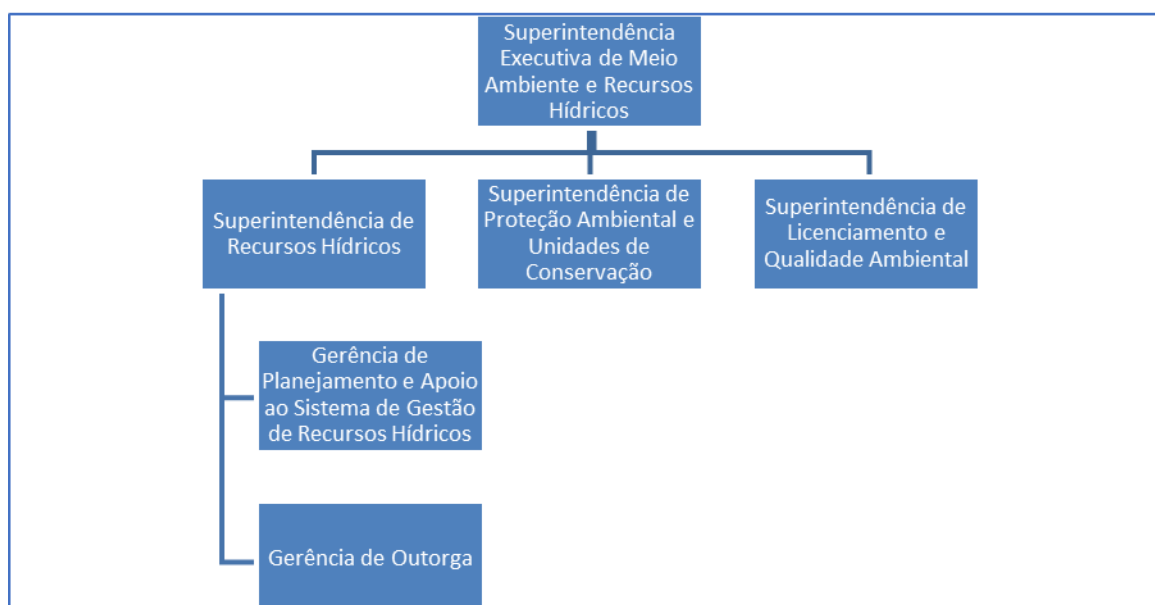 Superintendência
Executiva de Meio
Ambiente e Recursos
Hídricos
Superintendência de
Recursos Hídricos
Superintendência de
Proteção Ambiental e
Unidades de
Conservação
Superintendência de
Licenciamento e
Qualidade Ambiental
Gerência de
Planejamento e Apoio
ao Sistema de Gestão
de Recursos Hídricos
Gerência de Outorga